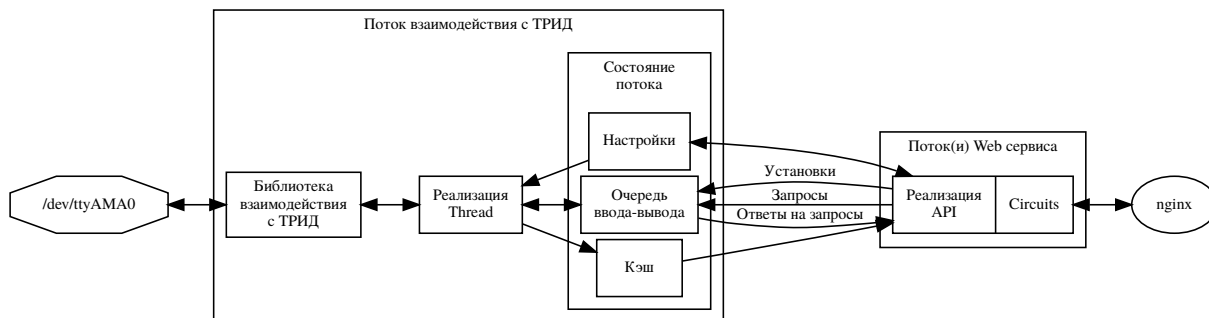 Поток взаимодействия с ТРИД
Состояние
потока
Настройки
Поток(и) Web сервиса
Установки
/dev/ttyAMA0
Библиотека
взаимодействия
с ТРИД
Реализация
Thread
Очередь
ввода-вывода
Запросы
Ответы на запросы
Реализация
API
Circuits
nginx
Кэш